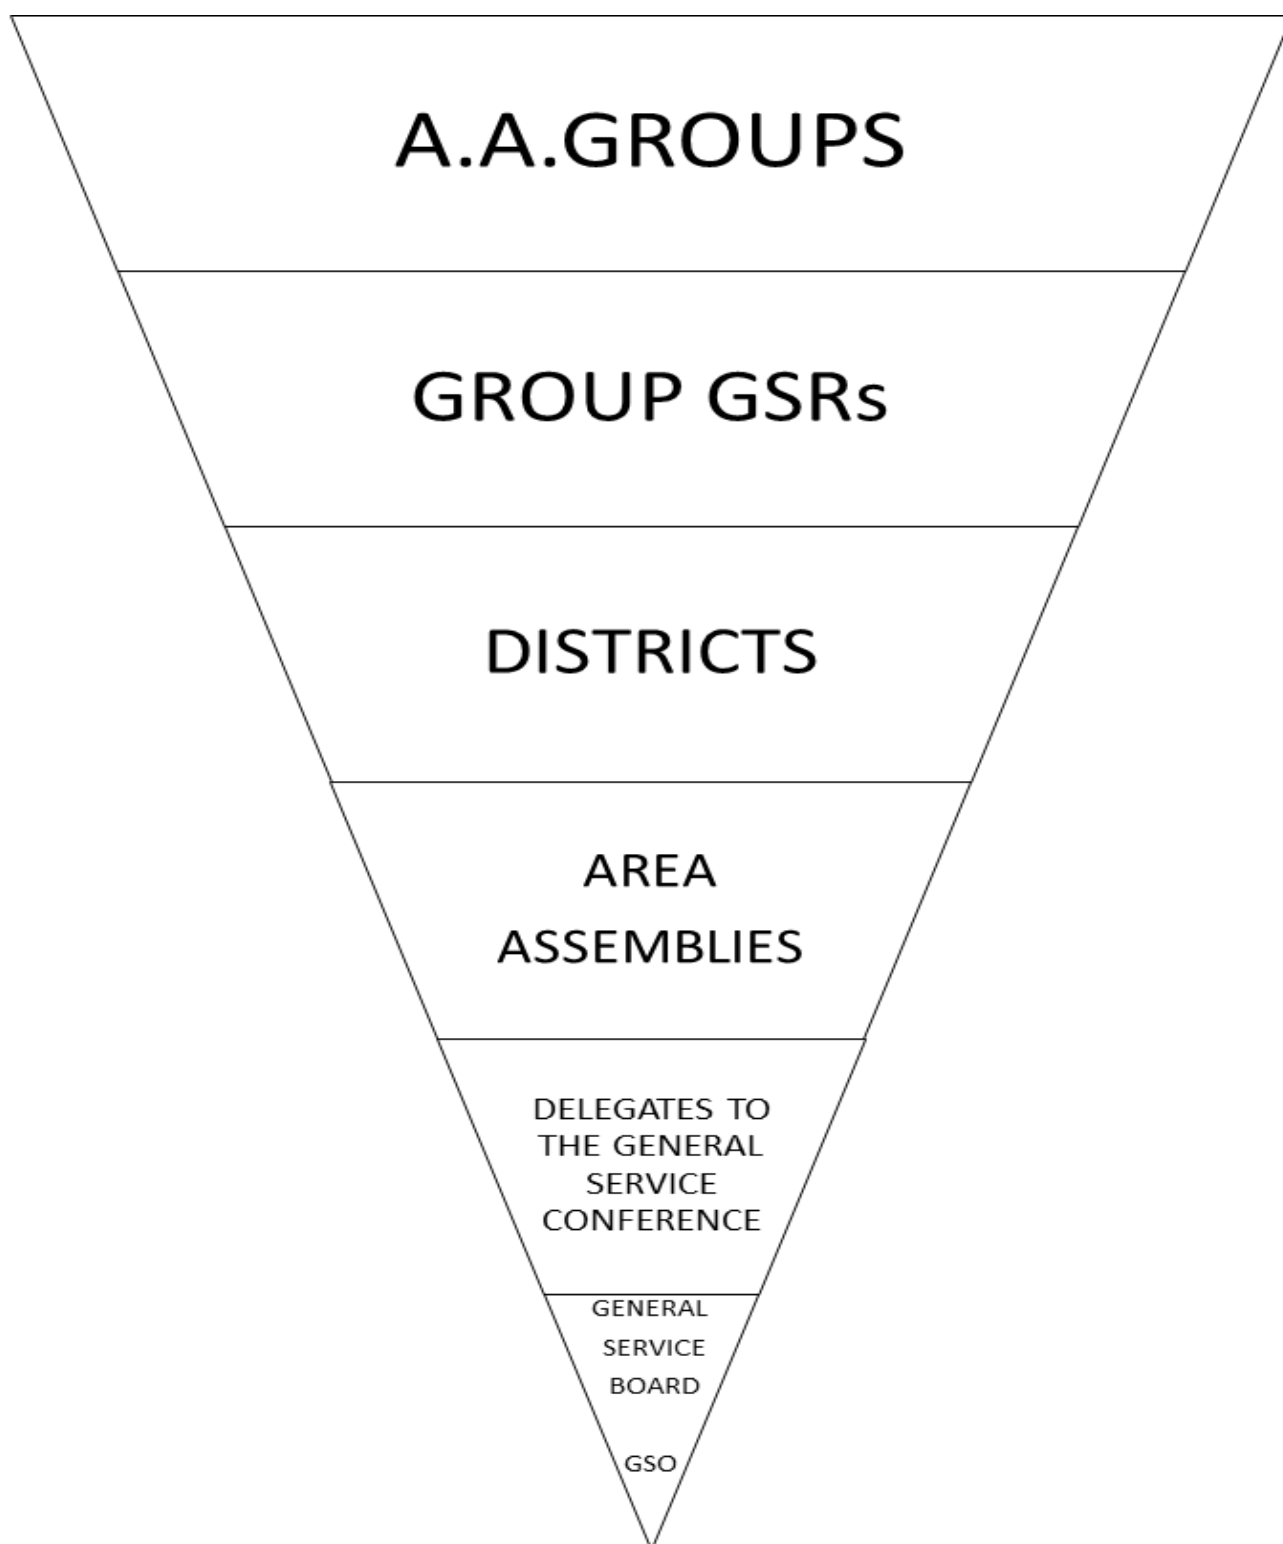 A.A.GROUPS
GROUP GSRs
DISTRICTS
AREA
ASSEMBLIES
DELEGATES TO
THE GENERAL
SERVICE
CONFERENCE
GENERAL
SERVICE
BOARD
GSO